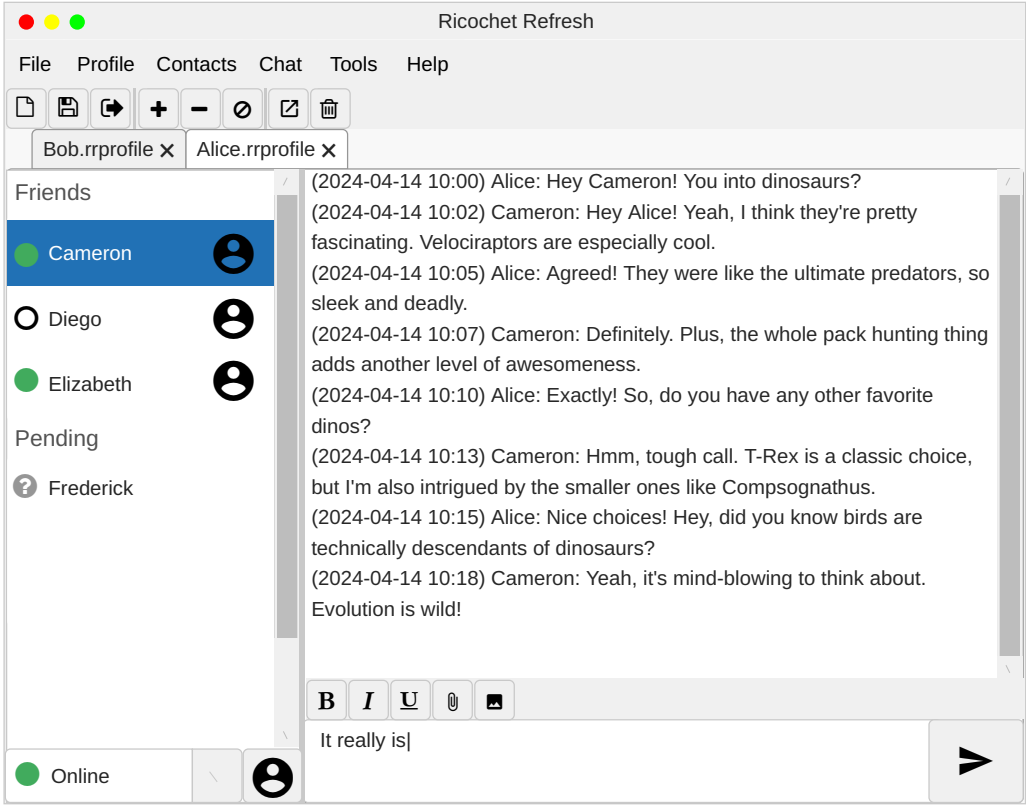 Ricochet Refresh
File Profile Contacts Chat Tools Help
Bob.rrprofile Alice.rrprofile
Friends
Cameron
Diego
Elizabeth
Pending
Frederick
Online
(2024-04-14 10:00) Alice: Hey Cameron! You into dinosaurs?
(2024-04-14 10:02) Cameron: Hey Alice! Yeah, I think they're pretty
fascinating. Velociraptors are especially cool.
(2024-04-14 10:05) Alice: Agreed! They were like the ultimate predators, so
sleek and deadly.
(2024-04-14 10:07) Cameron: Definitely. Plus, the whole pack hunting thing
adds another level of awesomeness.
(2024-04-14 10:10) Alice: Exactly! So, do you have any other favorite
dinos?
(2024-04-14 10:13) Cameron: Hmm, tough call. T-Rex is a classic choice,
but I'm also intrigued by the smaller ones like Compsognathus.
(2024-04-14 10:15) Alice: Nice choices! Hey, did you know birds are
technically descendants of dinosaurs?
(2024-04-14 10:18) Cameron: Yeah, it's mind-blowing to think about.
Evolution is wild!
B I U
It really is